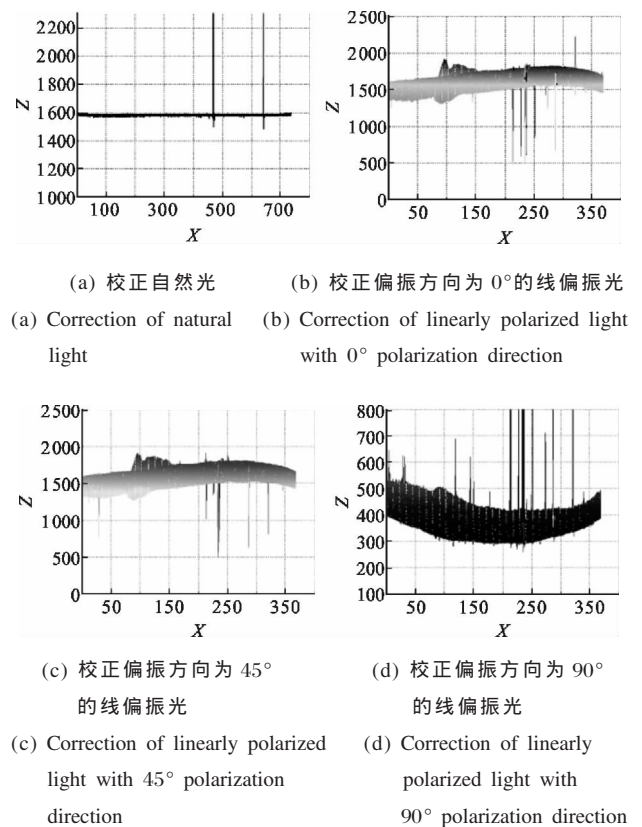 2200
2000
1800
1600
1400
1200
1000
Z
100 300 500 700
X
2500
2000
1500
1000
500
0
Z
50 150 250 350
X
(a) 校正自然光
(b) 校正偏振方向为 0°的线偏振光
(a) Correction of natural
light
(b) Correction of linearly polarized light
with 0° polarization direction
2500
2000
1500
1000
500
0
Z
50 150 250 350
X
800
700
600
500
400
300
200
100
Z
50 150 250 350
X
(c) 校正偏振方向为 45°
的线偏振光
(d) 校正偏振方向为 90°
的线偏振光
(c) Correction of linearly polarized
light with 45° polarization
direction
(d) Correction of linearly
polarized light with
90° polarization direction